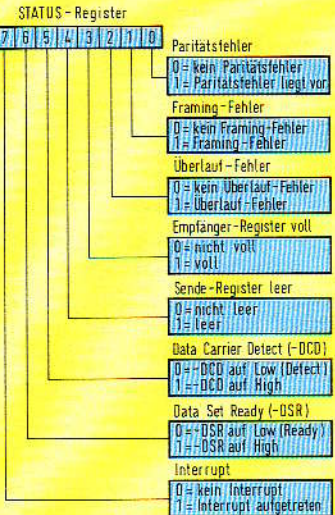 STATUS-Register
7 6 5 4 3 2 1 0
Paritätsfehler
0 = kein Paritätsfehler
1 = Paritätsfehler liegt vor
Framing-Fehler
0 = kein Framing-Fehler
1 = Framing-Fehler
Überlauf-Fehler
0 = kein Überlauf-Fehler
1 = Überlauf-Fehler
Empfänger-Register voll
0 = nicht voll
1 = voll
Sende-Register leer
0 = nicht leer
1 = leer
Data Carrier Detect (-DCD)
0 = -DCD auf Low (Detect)
1 = -DCD auf High
Data Set Ready (-DSR)
0 = -DSR auf Low (Ready)
1 = -DSR auf High
Interrupt
0 = kein Interrupt
1 = Interrupt aufgetreten